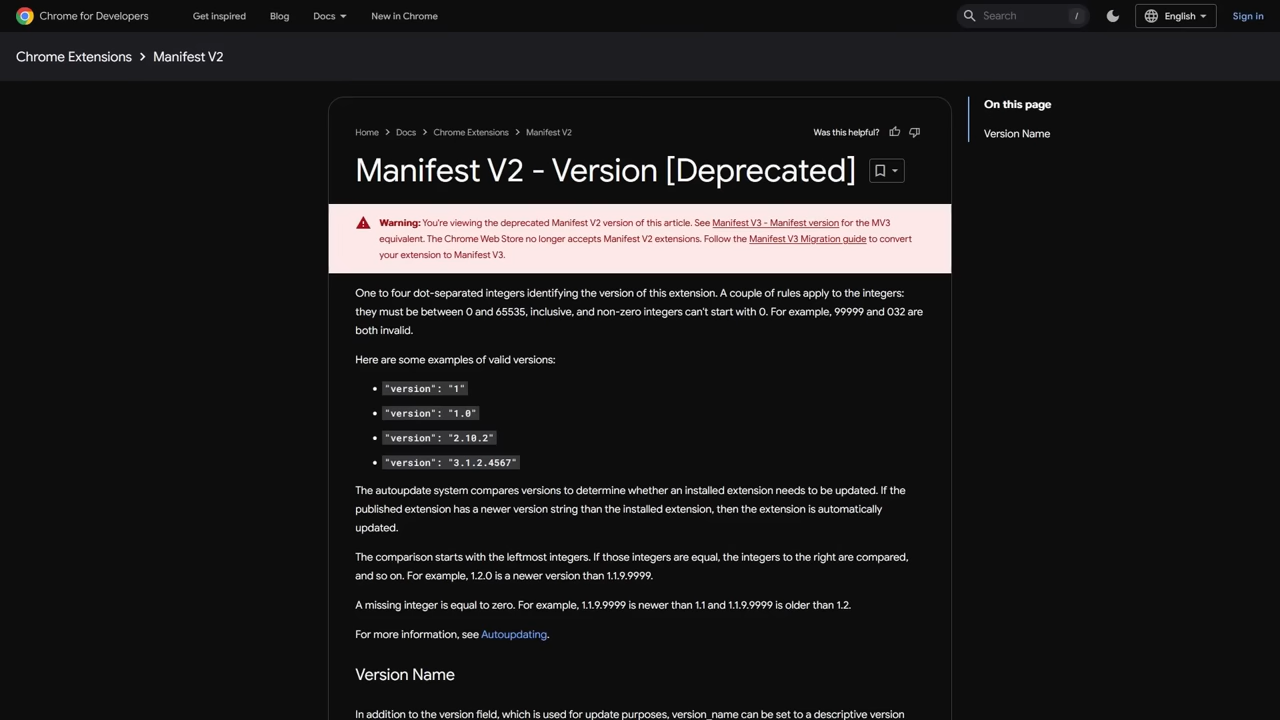 Chrome for Developers
Get inspired
Blog
Docs
New in Chrome
Search
/
English
Sign in
Chrome Extensions
Manifest V2
On this page
Version Name
Home
Docs
Chrome Extensions
Manifest V2
Was this helpful?
Manifest V2 - Version [Deprecated]
Warning: You're viewing the deprecated Manifest V2 version of this article. See Manifest V3 - Manifest version for the MV3
equivalent. The Chrome Web Store no longer accepts Manifest V2 extensions. Follow the Manifest V3 Migration guide to convert
your extension to Manifest V3.
One to four dot-separated integers identifying the version of this extension. A couple of rules apply to the integers:
they must be between 0 and 65535, inclusive, and non-zero integers can't start with 0. For example, 99999 and 032 are
both invalid.
Here are some examples of valid versions:
"version": "1"
"version": "1.0"
"version": "2.10.2"
"version": "3.1.2.4567"
The autoupdate system compares versions to determine whether an installed extension needs to be updated. If the
published extension has a newer version string than the installed extension, then the extension is automatically
updated.
The comparison starts with the leftmost integers. If those integers are equal, the integers to the right are compared,
and so on. For example, 1.2.0 is a newer version than 1.1.9.9999.
A missing integer is equal to zero. For example, 1.1.9.9999 is newer than 1.1 and 1.1.9.9999 is older than 1.2.
For more information, see Autoupdating.
Version Name
In addition to the version field, which is used for update purposes, version_name can be set to a descriptive version